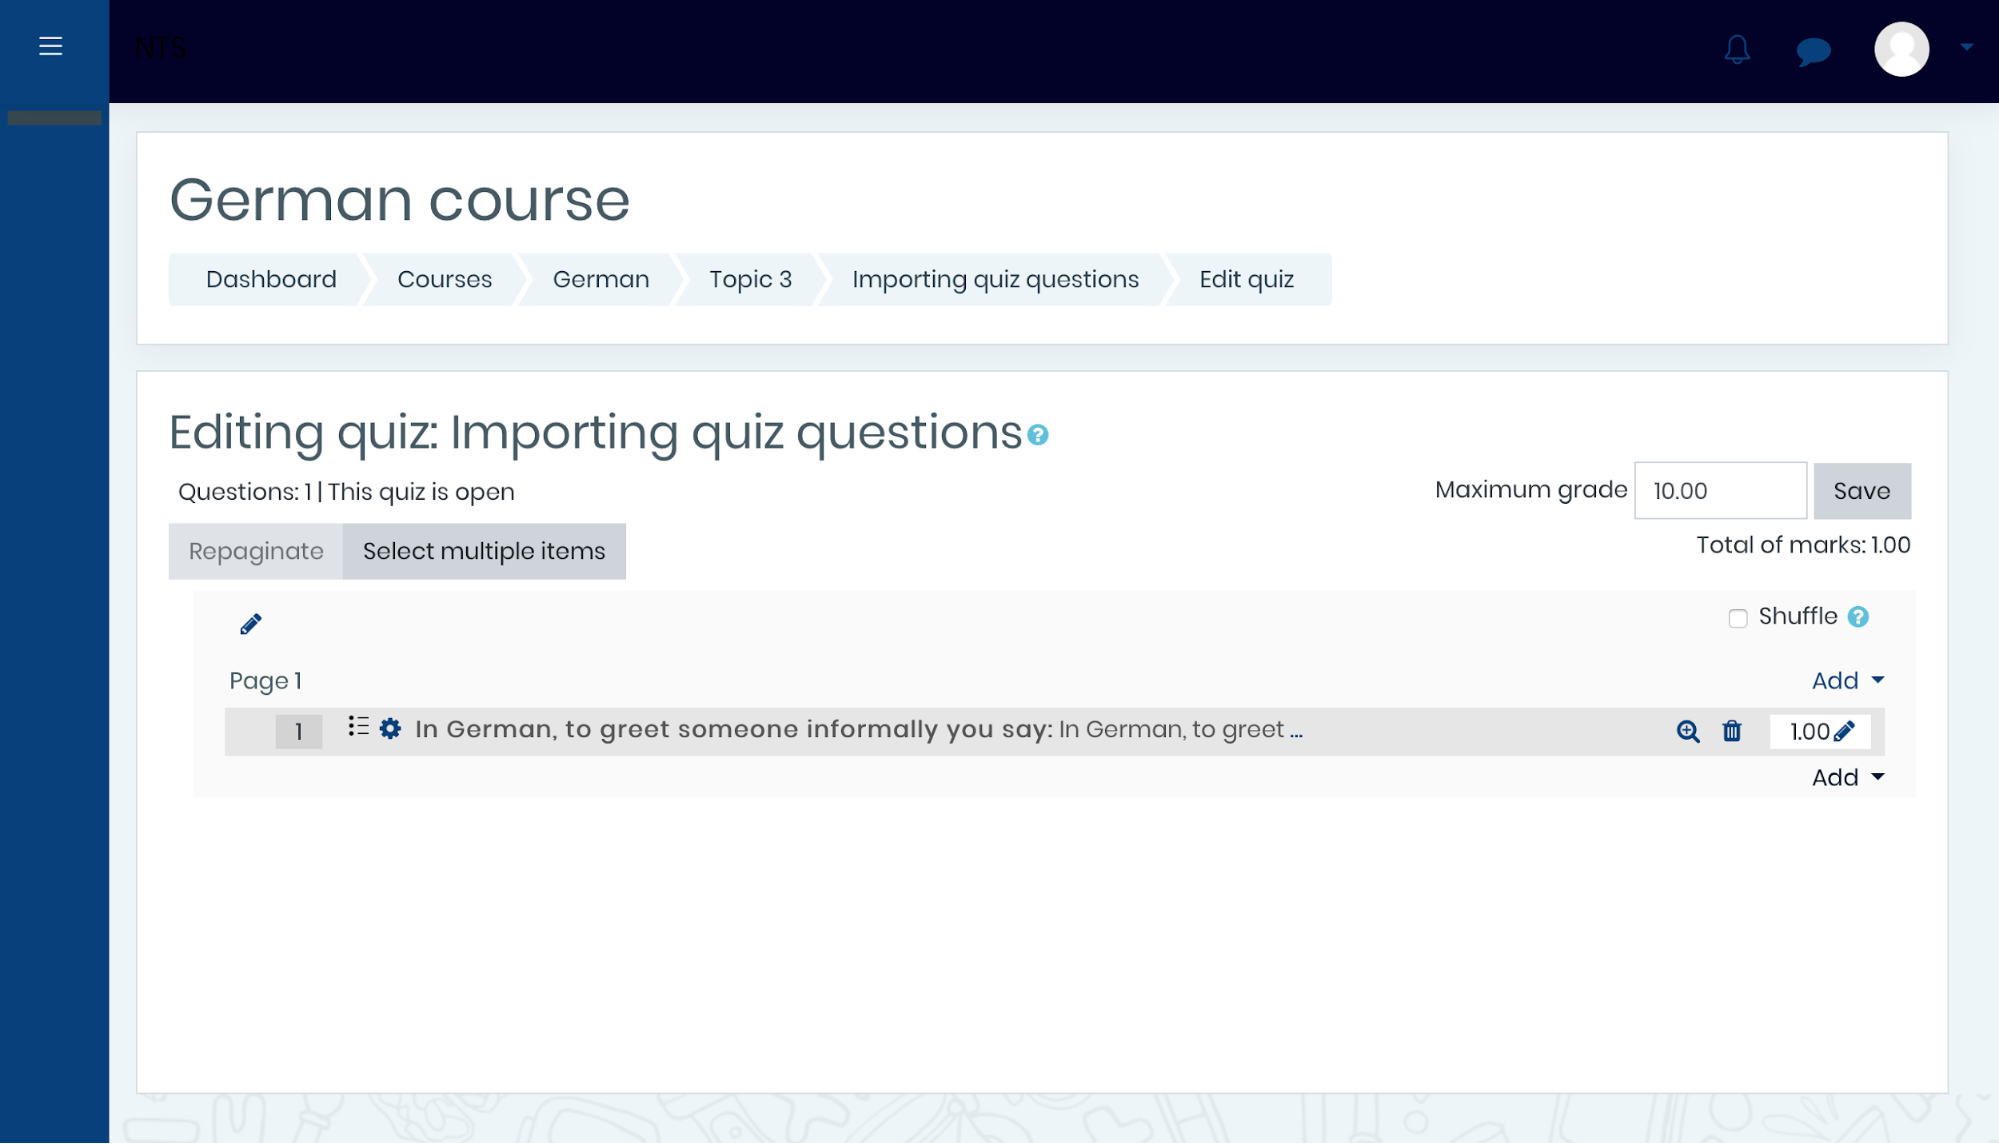 NTS
German course
Dashboard Courses German Topic 3 Importing quiz questions Edit quiz
Editing quiz: Importing quiz questions
Questions: 1 | This quiz is open
Maximum grade 10.00 Save
Repaginate Select multiple items
Total of marks: 1.00
Shuffle
Page 1
Add
1 In German, to greet someone informally you say: In German, to greet ... 1.00
Add